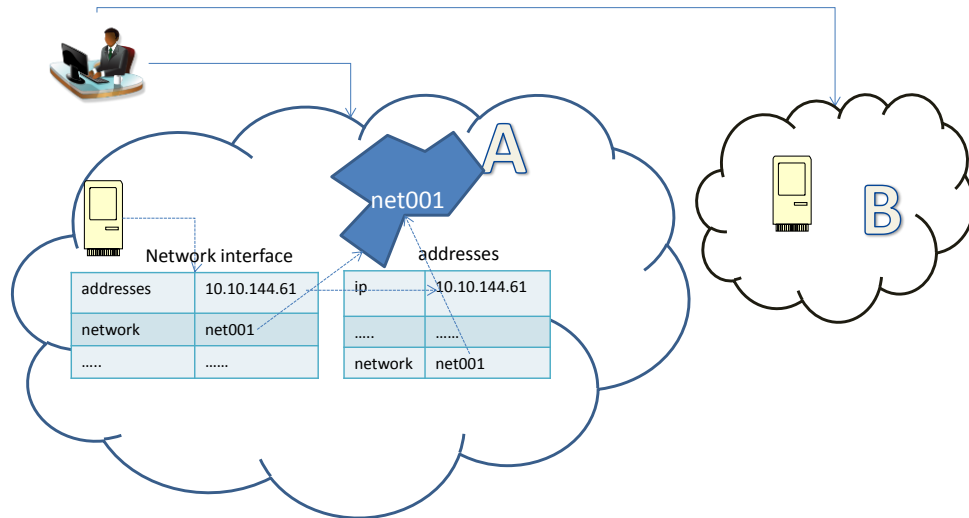 A
net001
B
Network interface
addresses 10.10.144.61
network net001
….. ……
addresses
ip 10.10.144.61
….. ……
network net001